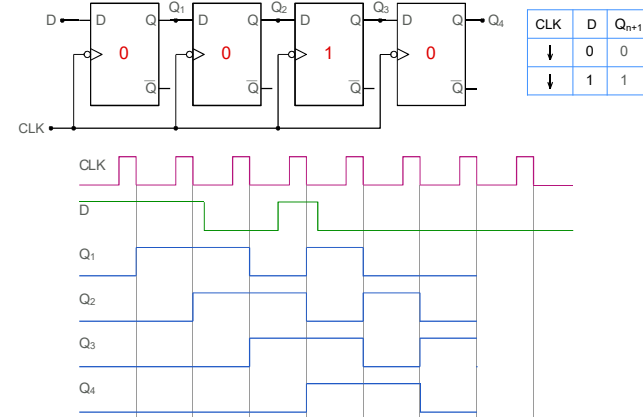 Q1 Q2 Q3
D D Q D Q D Q D Q Q4
0 0 1 0
Q̅ Q̅ Q̅ Q̅
CLK
CLK D Qn+1
↓ 0 0
↓ 1 1
CLK
D
Q1
Q2
Q3
Q4